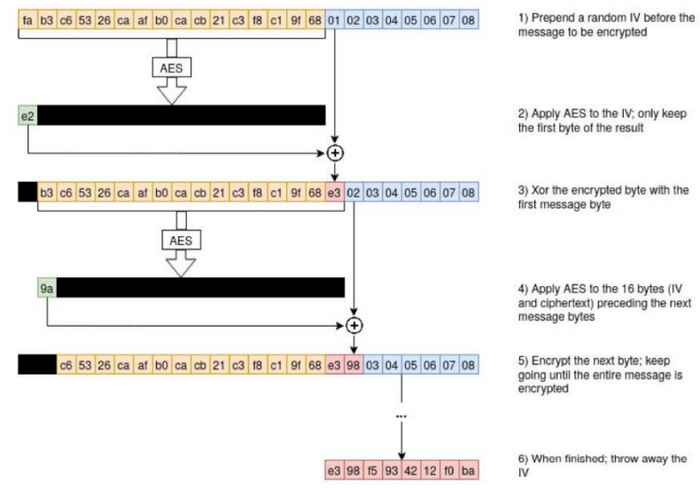 fa b3 c6 53 26 ca af b0 ca cb 21 c3 f8 c1 9f 68 01 02 03 04 05 06 07 08
1) Prepend a random IV before the
message to be encrypted
AES
e2
2) Apply AES to the IV; only keep
the first byte of the result
b3 c6 53 26 ca af b0 ca cb 21 c3 f8 c1 9f 68 e3 02 03 04 05 06 07 08
3) Xor the encrypted byte with the
first message byte
AES
9a
4) Apply AES to the 16 bytes (IV
and ciphertext) preceding the next
message bytes
c6 53 26 ca af b0 ca cb 21 c3 f8 c1 9f 68 e3 98 03 04 05 06 07 08
5) Encrypt the next byte; keep
going until the entire message is
encrypted
...
e3 98 f5 93 42 12 f0 ba
6) When finished; throw away the
IV